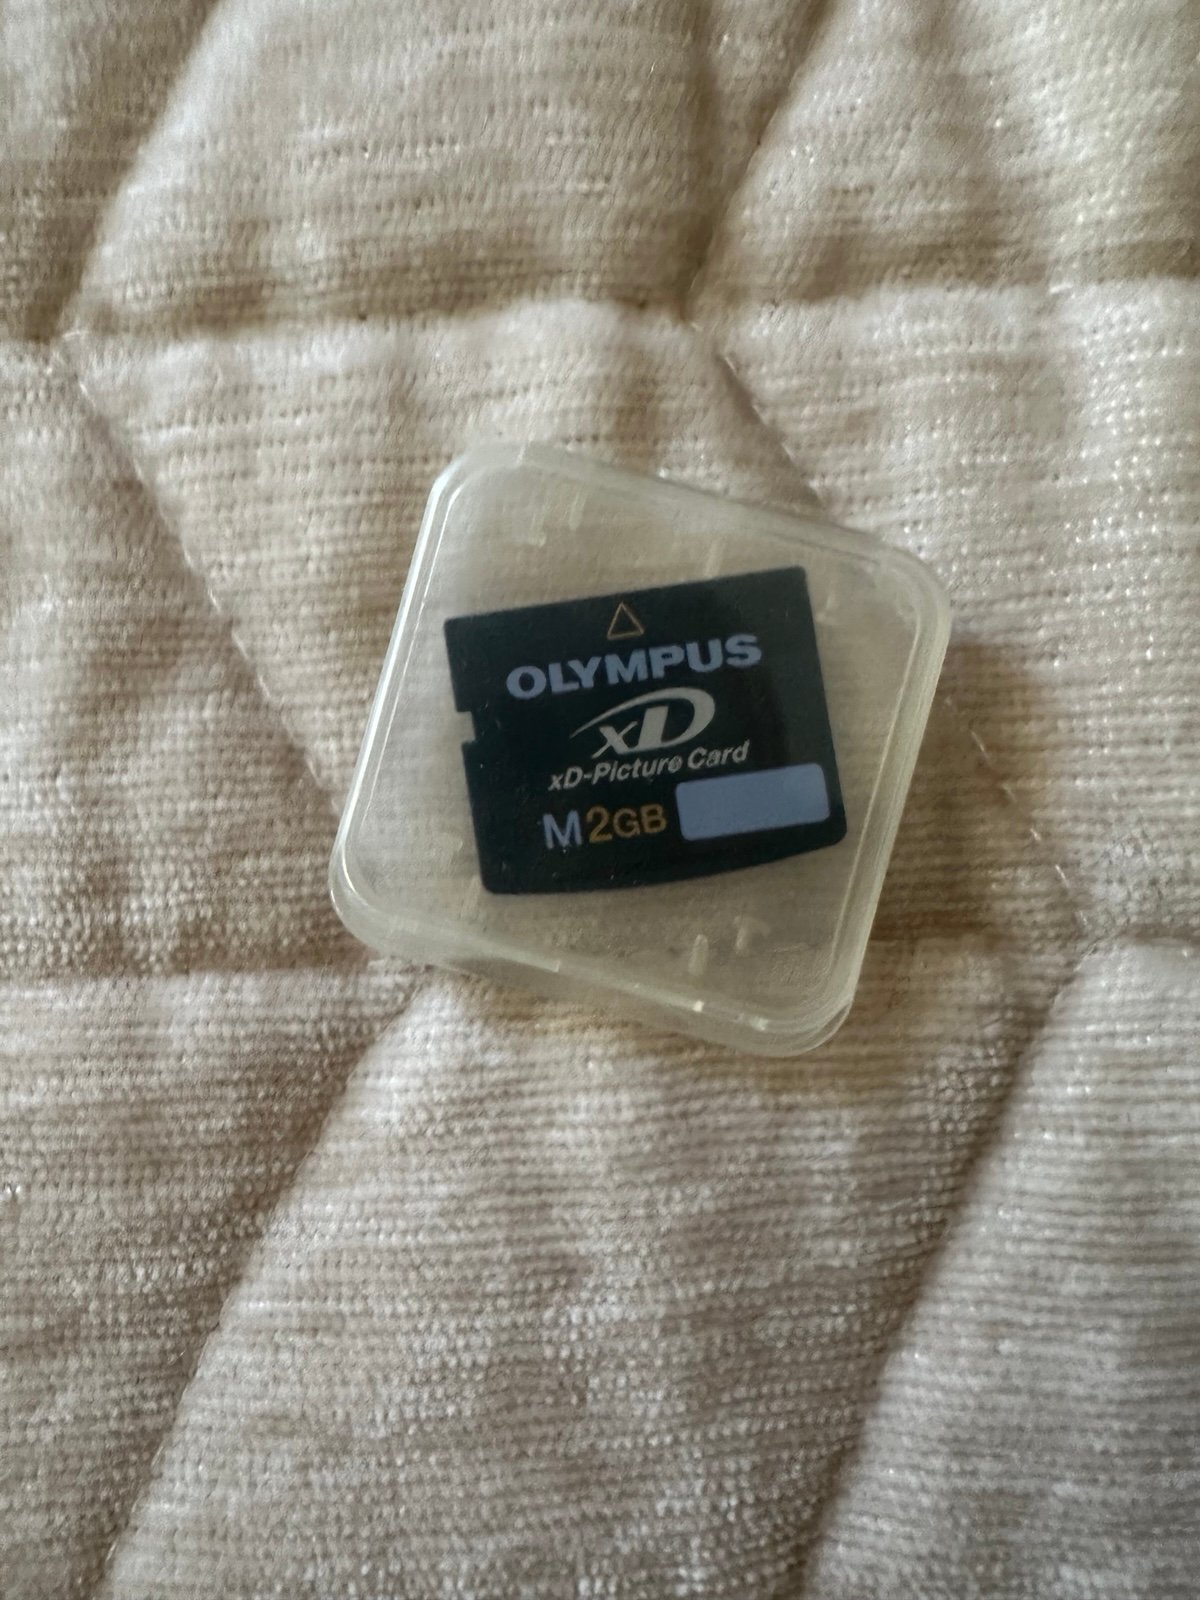 OLYMPUS
xD
xD-Picture Card
M2GB